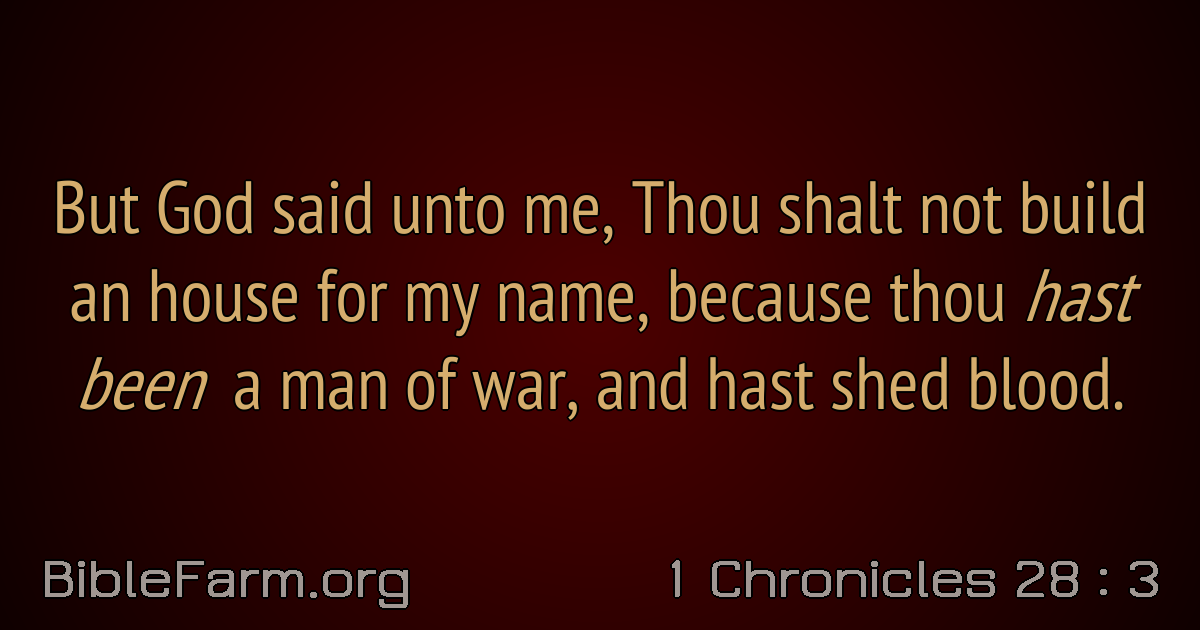 But God said unto me, Thou shalt not build
an house for my name, because thou hast
been a man of war, and hast shed blood.
BibleFarm.org
1 Chronicles 28 : 3